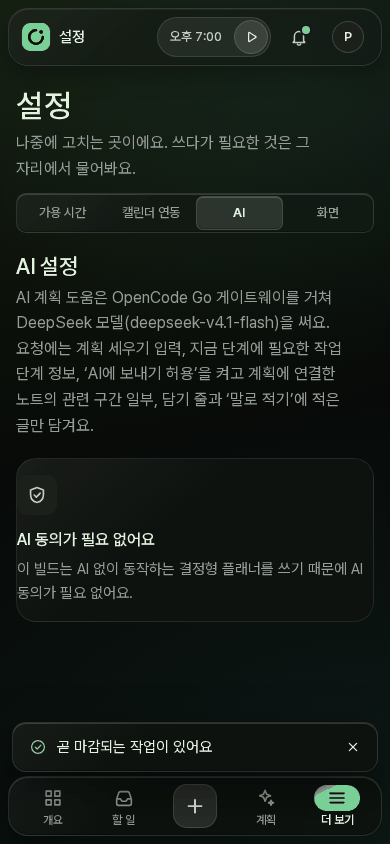 설정
오후 7:00
P
설정
나중에 고치는 곳이에요. 쓰다가 필요한 것은 그
자리에서 물어봐요.
가용 시간
캘린더 연동
AI
화면
AI 설정
AI 계획 도움은 OpenCode Go 게이트웨이를 거쳐
DeepSeek 모델(deepseek-v4.1-flash)을 써요.
요청에는 계획 세우기 입력, 지금 단계에 필요한 작업
단계 정보, ‘AI에 보내기 허용’을 켜고 계획에 연결한
노트의 관련 구간 일부, 담기 줄과 ‘말로 적기’에 적은
글만 담겨요.
AI 동의가 필요 없어요
이 빌드는 AI 없이 동작하는 결정형 플래너를 쓰기 때문에 AI
동의가 필요 없어요.
곧 마감되는 작업이 있어요
개요
할 일
계획
더 보기